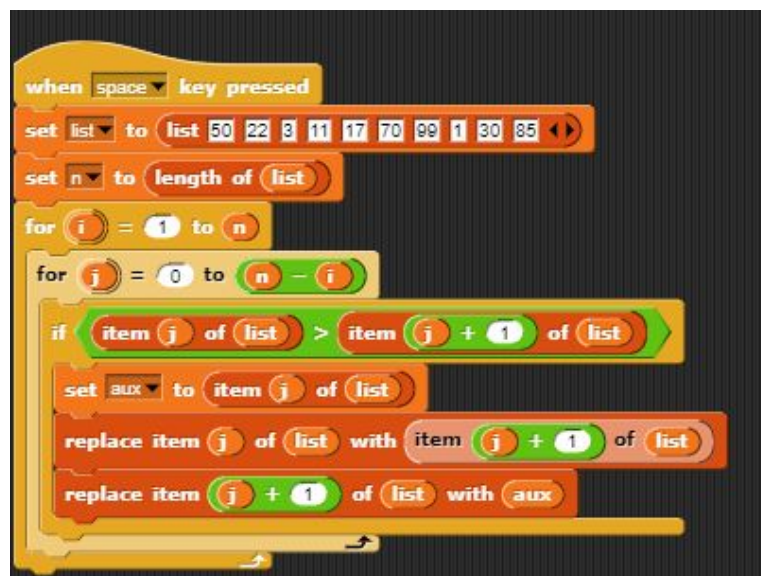 when space key pressed
set list to list 50 22 3 11 17 70 99 1 30 85
set n to length of list
for i = 1 to n
for j = 0 to n - i
if item j of list > item j + 1 of list
set aux to item j of list
replace item j of list with item j + 1 of list
replace item j + 1 of list with aux